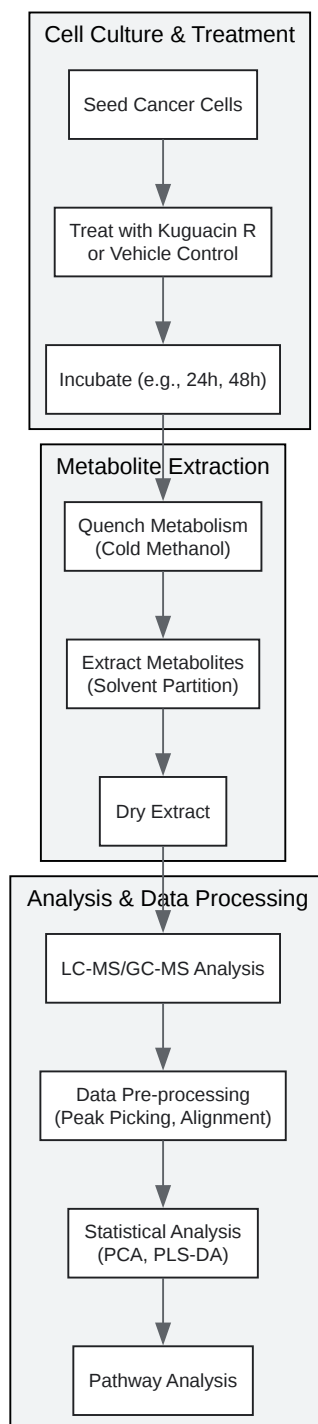 Cell Culture & Treatment
Seed Cancer Cells
Treat with Kuguacin R
or Vehicle Control
Incubate (e.g., 24h, 48h)
Metabolite Extraction
Quench Metabolism
(Cold Methanol)
Extract Metabolites
(Solvent Partition)
Dry Extract
Analysis & Data Processing
LC-MS/GC-MS Analysis
Data Pre-processing
(Peak Picking, Alignment)
Statistical Analysis
(PCA, PLS-DA)
Pathway Analysis